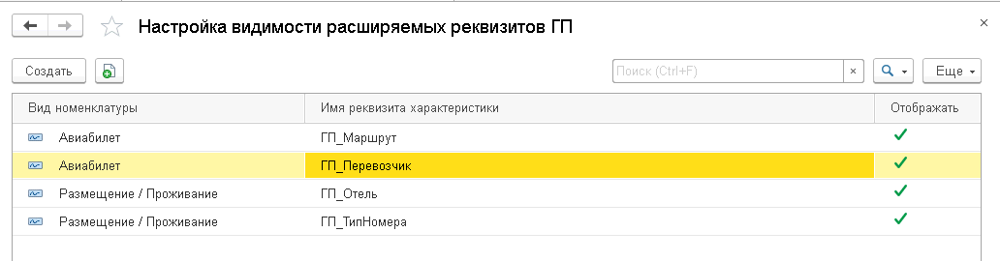 Настройка видимости расширяемых реквизитов ГП
Создать Поиск (Ctrl+F) Еще
Вид номенклатуры Имя реквизита характеристики Отображать
Авиабилет ГП_Маршрут
Авиабилет ГП_Перевозчик
Размещение / Проживание ГП_Отель
Размещение / Проживание ГП_ТипНомера